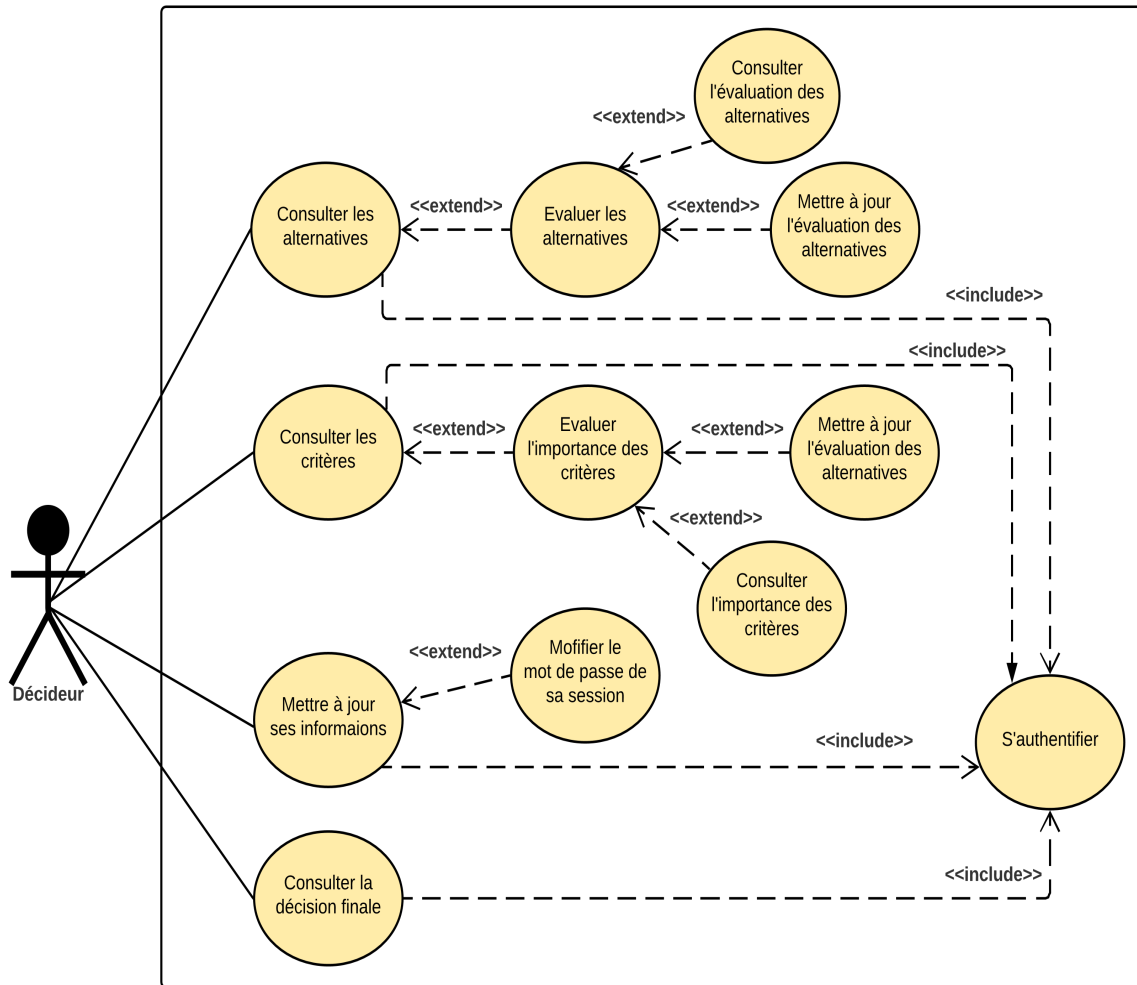 Consulter
l'évaluation des
alternatives
<<extend>>
Consulter les
alternatives
<<extend>>
Evaluer les
alternatives
<<extend>>
Mettre à jour
l'évaluation des
alternatives
<<include>>
<<include>>
Consulter les
critères
<<extend>>
Evaluer
l'importance des
critères
<<extend>>
Mettre à jour
l'évaluation des
alternatives
<<extend>>
Consulter
l'importance des
critères
Décideur
Mettre à jour
ses informaions
<<extend>>
Mofifier le
mot de passe de
sa session
<<include>>
S'authentifier
Consulter la
décision finale
<<include>>